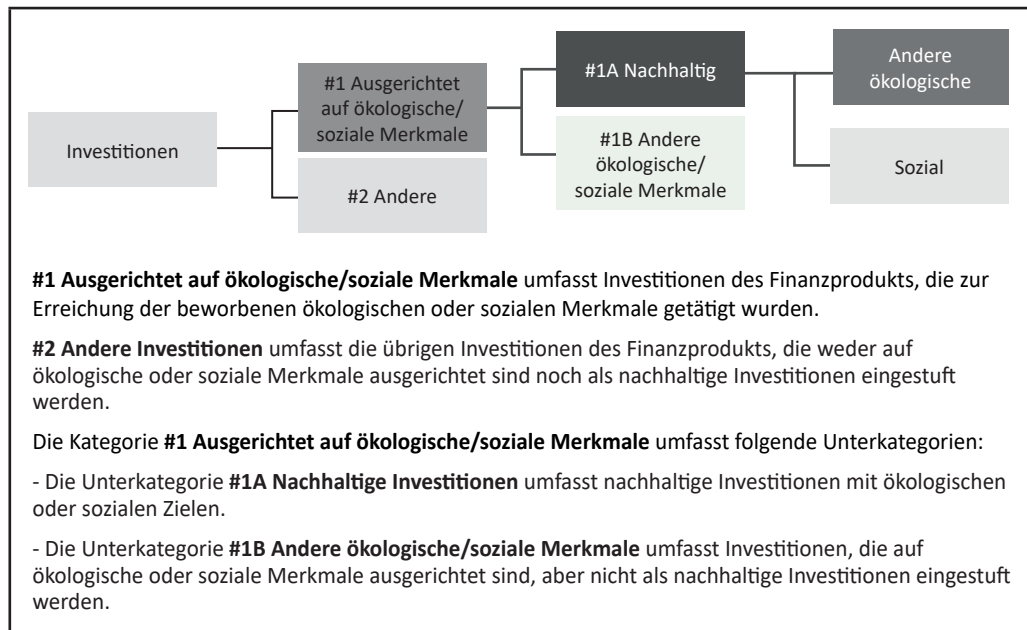 Investitionen
#1 Ausgerichtet
auf ökologische/
soziale Merkmale
#2 Andere
#1A Nachhaltig
#1B Andere
ökologische/
soziale Merkmale
Andere
ökologische
Sozial
#1 Ausgerichtet auf ökologische/soziale Merkmale umfasst Investitionen des Finanzprodukts, die zur
Erreichung der beworbenen ökologischen oder sozialen Merkmale getätigt wurden.
#2 Andere Investitionen umfasst die übrigen Investitionen des Finanzprodukts, die weder auf
ökologische oder soziale Merkmale ausgerichtet sind noch als nachhaltige Investitionen eingestuft
werden.
Die Kategorie #1 Ausgerichtet auf ökologische/soziale Merkmale umfasst folgende Unterkategorien:
- Die Unterkategorie #1A Nachhaltige Investitionen umfasst nachhaltige Investitionen mit ökologischen
oder sozialen Zielen.
- Die Unterkategorie #1B Andere ökologische/soziale Merkmale umfasst Investitionen, die auf
ökologische oder soziale Merkmale ausgerichtet sind, aber nicht als nachhaltige Investitionen eingestuft
werden.